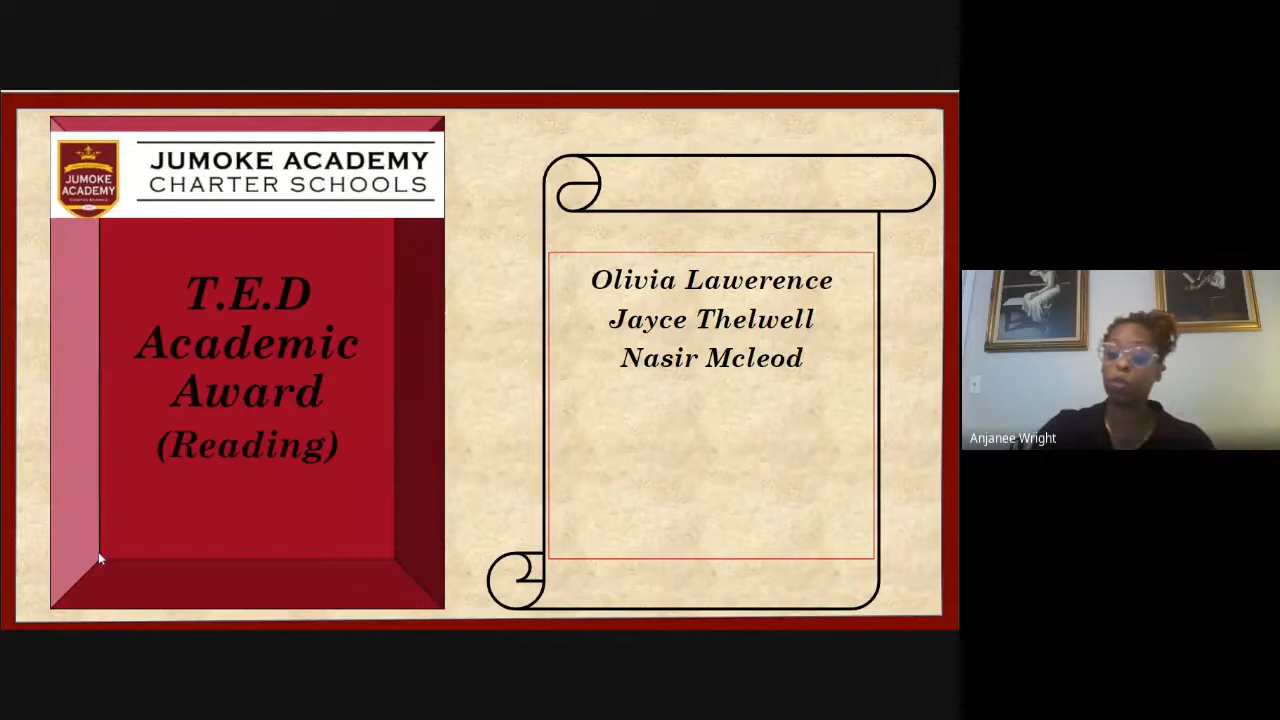 JUMOKE ACADEMY
CHARTER SCHOOLS
JUMOKE
ACADEMY
T.E.D
Academic
Award
(Reading)
Olivia Lawerence
Jayce Thelwell
Nasir Mcleod
Anjanee Wright